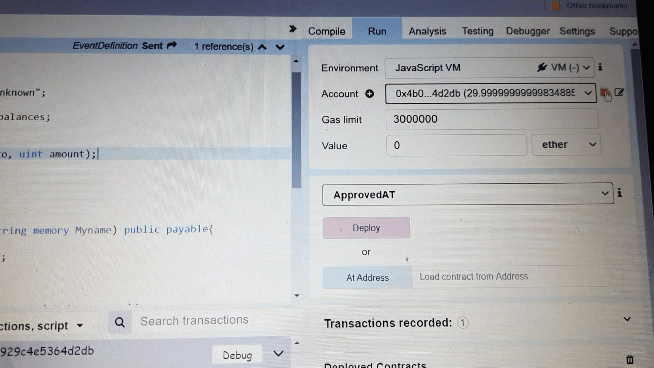 Other bookmarks
Compile Run Analysis Testing Debugger Settings Suppo
EventDefinition Sent 1 reference(s)
nknown";
balances;
o, uint amount);
ring memory Myname) public payable{
;
ctions, script
Search transactions
929c4e5364d2db
Debug
Environment JavaScript VM VM (-) i
Account 0x4b0...4d2db (29.9999999999983488
Gas limit 3000000
Value 0 ether
ApprovedAT i
Deploy
or
At Address Load contract from Address
Transactions recorded: 1
Deployed Contracts